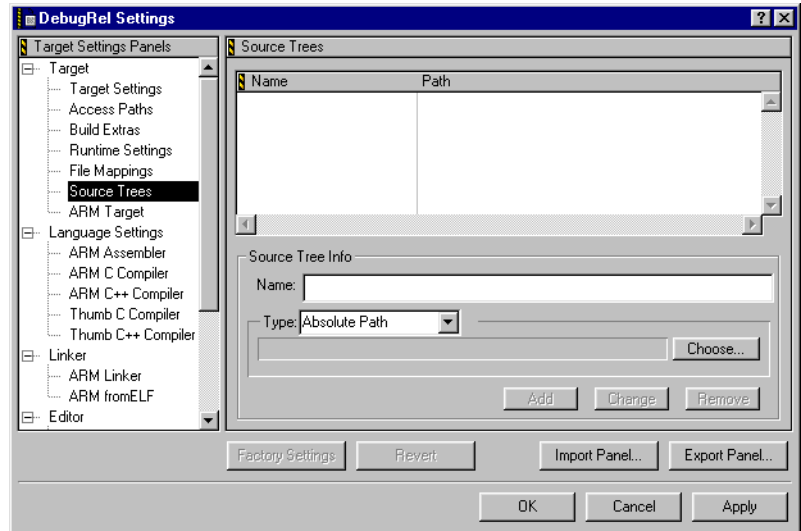 DebugRel Settings
Target Settings Panels
Target
Target Settings
Access Paths
Build Extras
Runtime Settings
File Mappings
Source Trees
ARM Target
Language Settings
ARM Assembler
ARM C Compiler
ARM C++ Compiler
Thumb C Compiler
Thumb C++ Compiler
Linker
ARM Linker
ARM fromELF
Editor
Source Trees
Name Path
Source Tree Info
Name:
Type: Absolute Path
Choose...
Add Change Remove
Factory Settings Revert Import Panel... Export Panel...
OK Cancel Apply